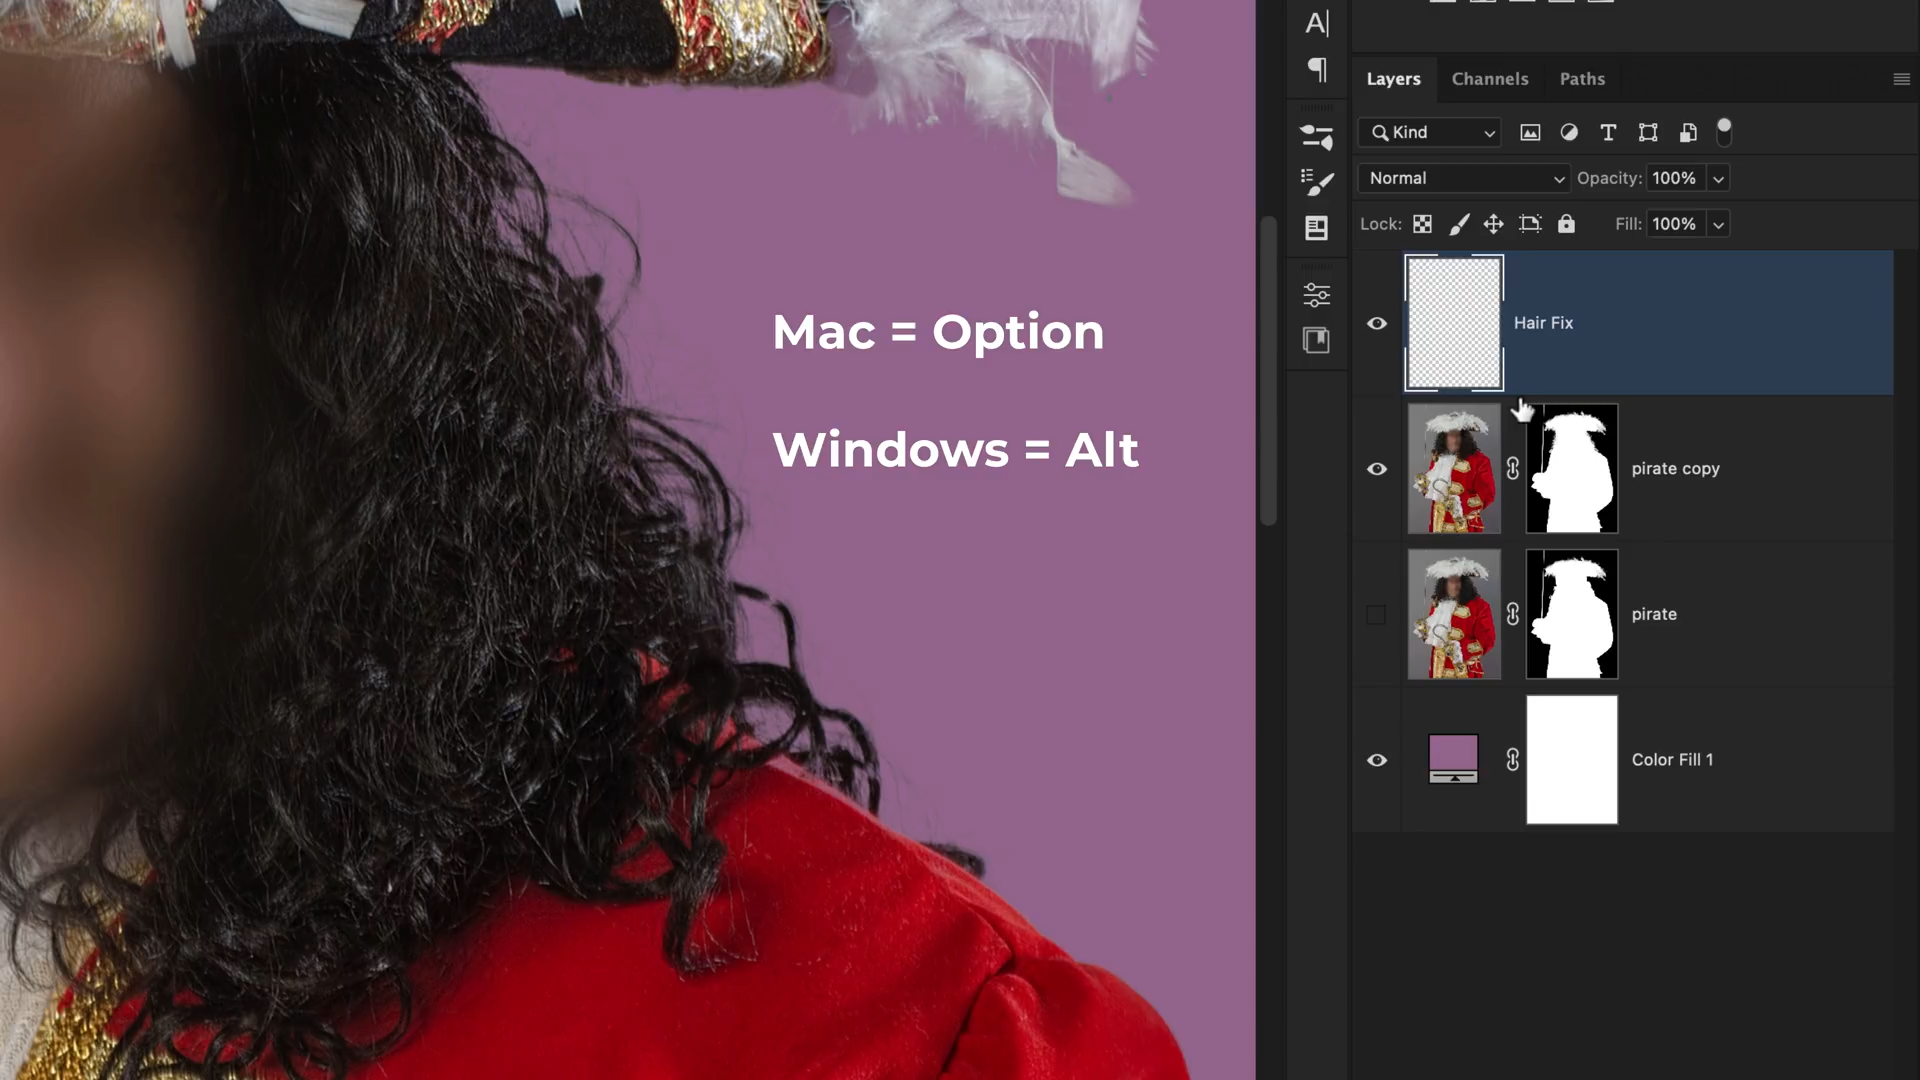 A|
Layers Channels Paths
Kind
T
Normal Opacity: 100%
Lock: Fill: 100%
Hair Fix
Mac = Option
Windows = Alt
pirate copy
pirate
Color Fill 1